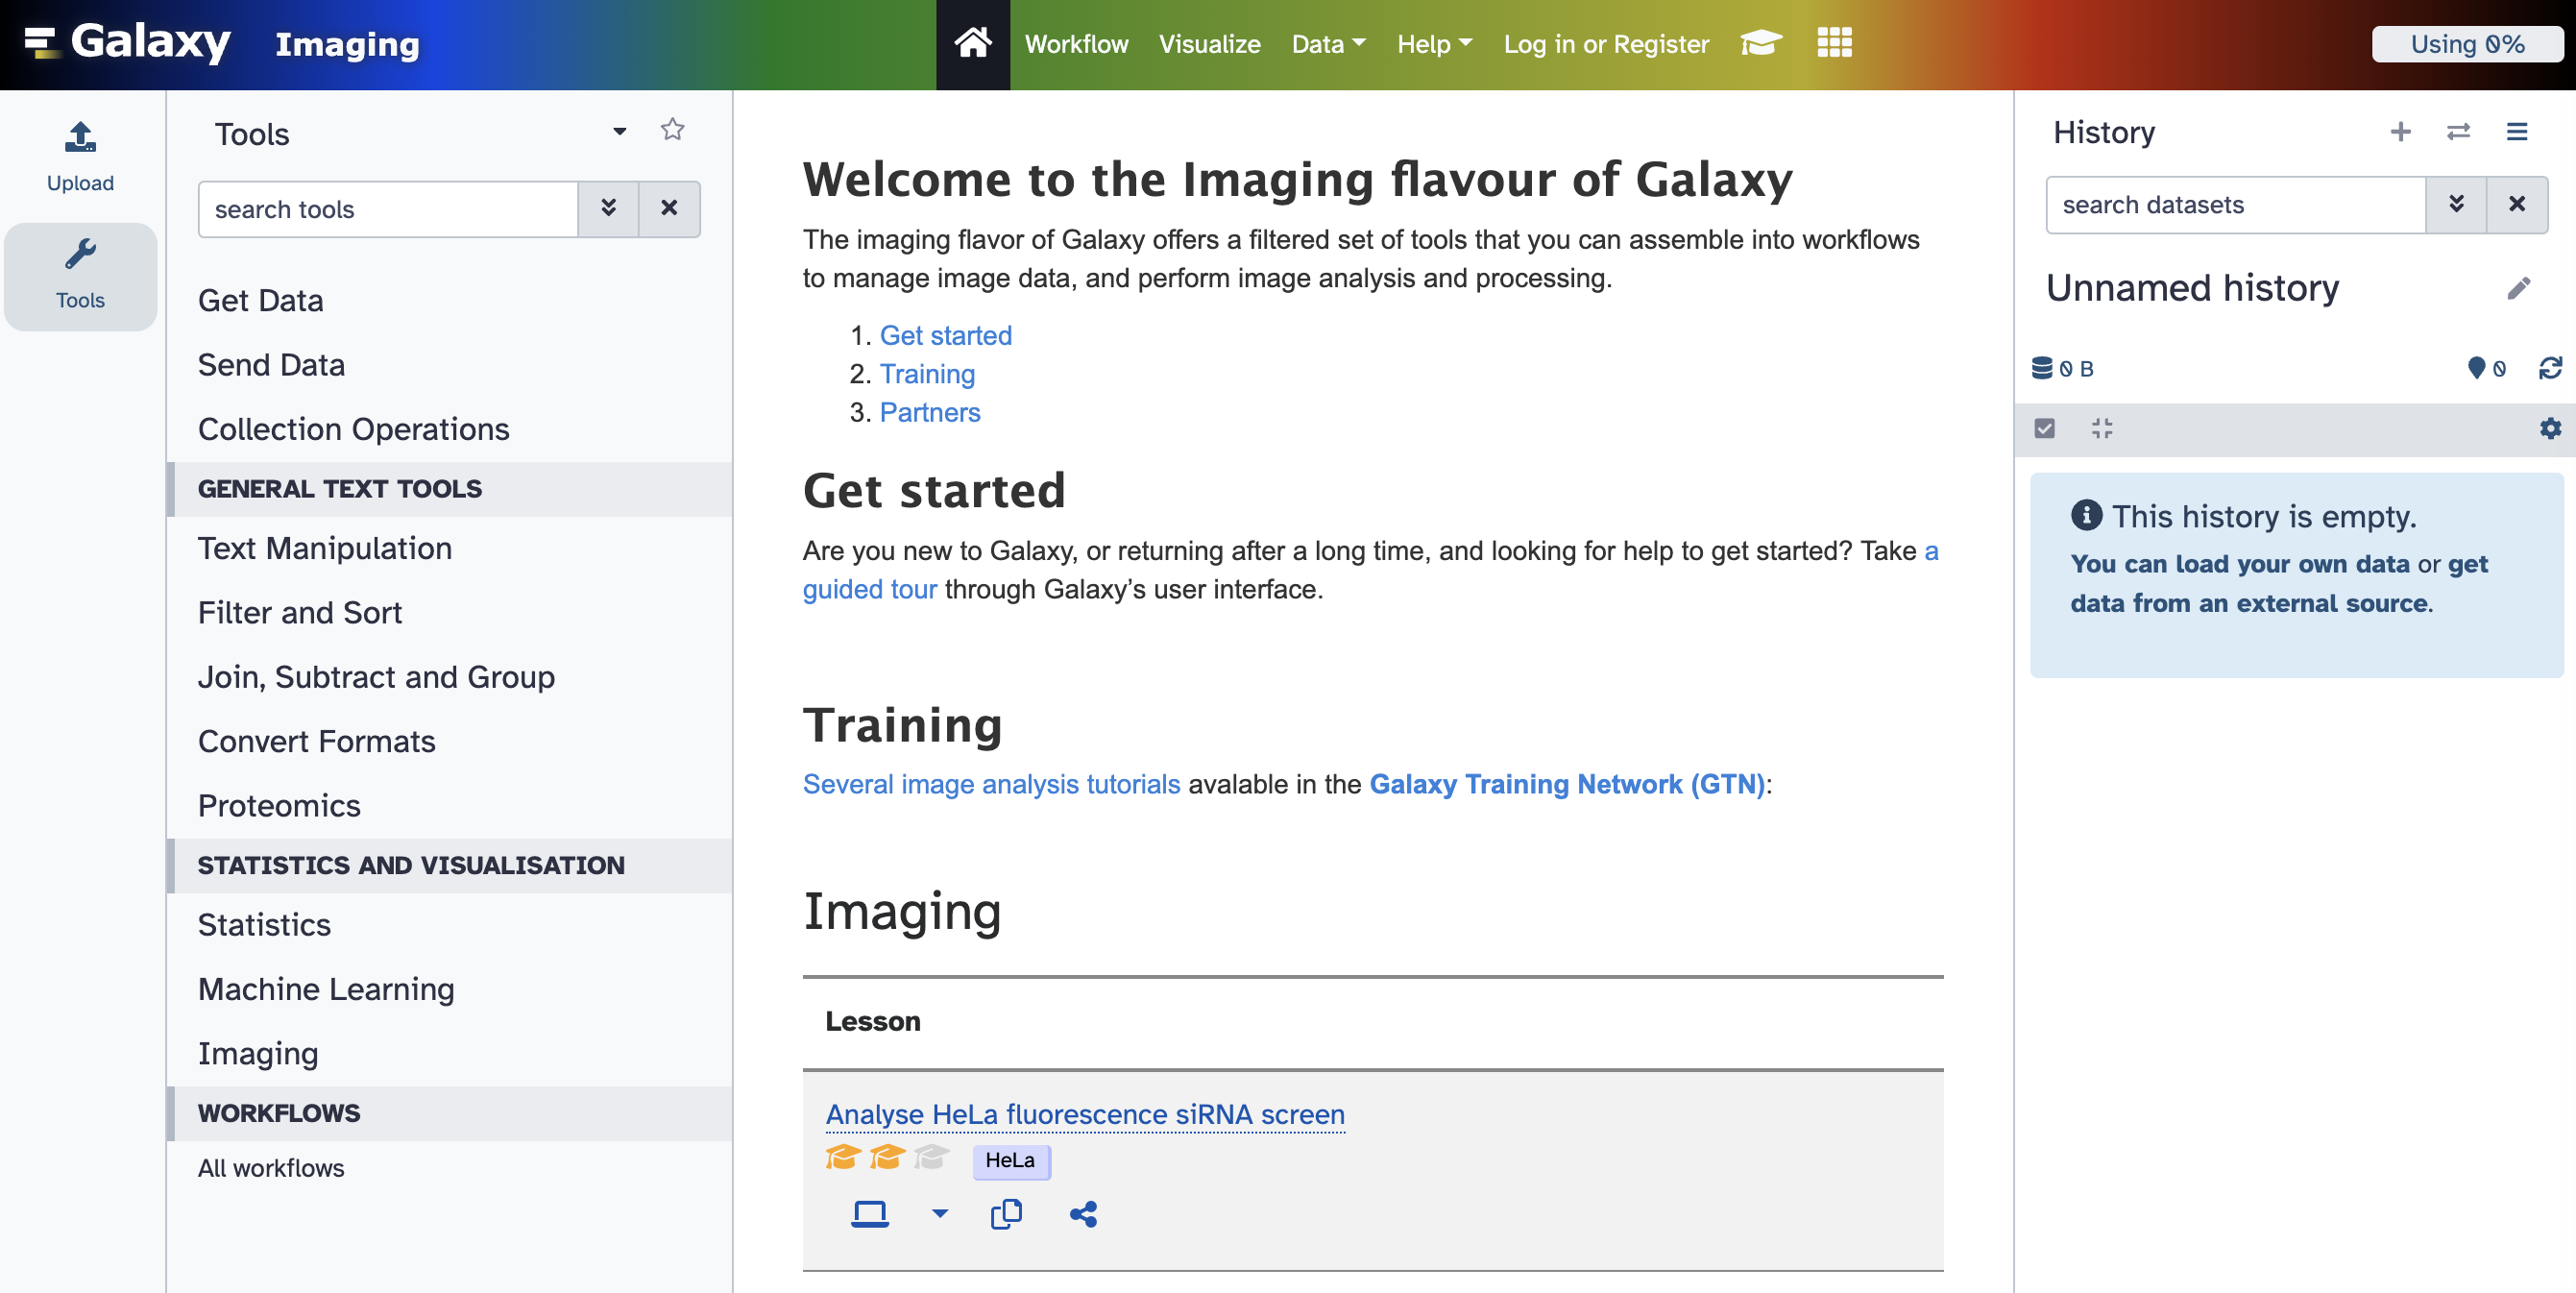 Galaxy Imaging
Workflow Visualize Data Help Log in or Register
Using 0%
Upload
Tools
Tools
search tools
Get Data
Send Data
Collection Operations
GENERAL TEXT TOOLS
Text Manipulation
Filter and Sort
Join, Subtract and Group
Convert Formats
Proteomics
STATISTICS AND VISUALISATION
Statistics
Machine Learning
Imaging
WORKFLOWS
All workflows
Welcome to the Imaging flavour of Galaxy
The imaging flavor of Galaxy offers a filtered set of tools that you can assemble into workflows
to manage image data, and perform image analysis and processing.
1. Get started
2. Training
3. Partners
Get started
Are you new to Galaxy, or returning after a long time, and looking for help to get started? Take a
guided tour through Galaxy’s user interface.
Training
Several image analysis tutorials avalable in the Galaxy Training Network (GTN):
Imaging
Lesson
Analyse HeLa fluorescence siRNA screen
HeLa
History
search datasets
Unnamed history
0 B
0
This history is empty.
You can load your own data or get
data from an external source.